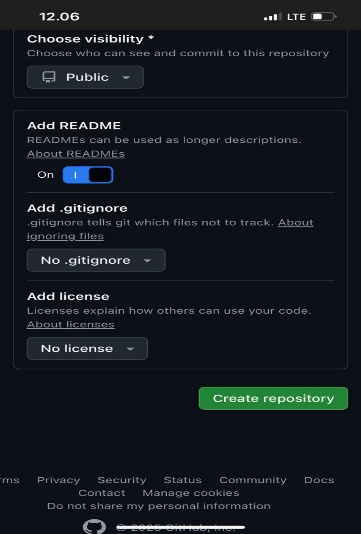 12.06
LTE
Choose visibility *
Choose who can see and commit to this repository
Public
Add README
READMEs can be used as longer descriptions.
About READMEs
On
Add .gitignore
.gitignore tells git which files not to track. About
ignoring files
No .gitignore
Add license
Licenses explain how others can use your code.
About licenses
No license
Create repository
rms Privacy Security Status Community Docs
Contact Manage cookies
Do not share my personal information
© 2025 GitHub, Inc.